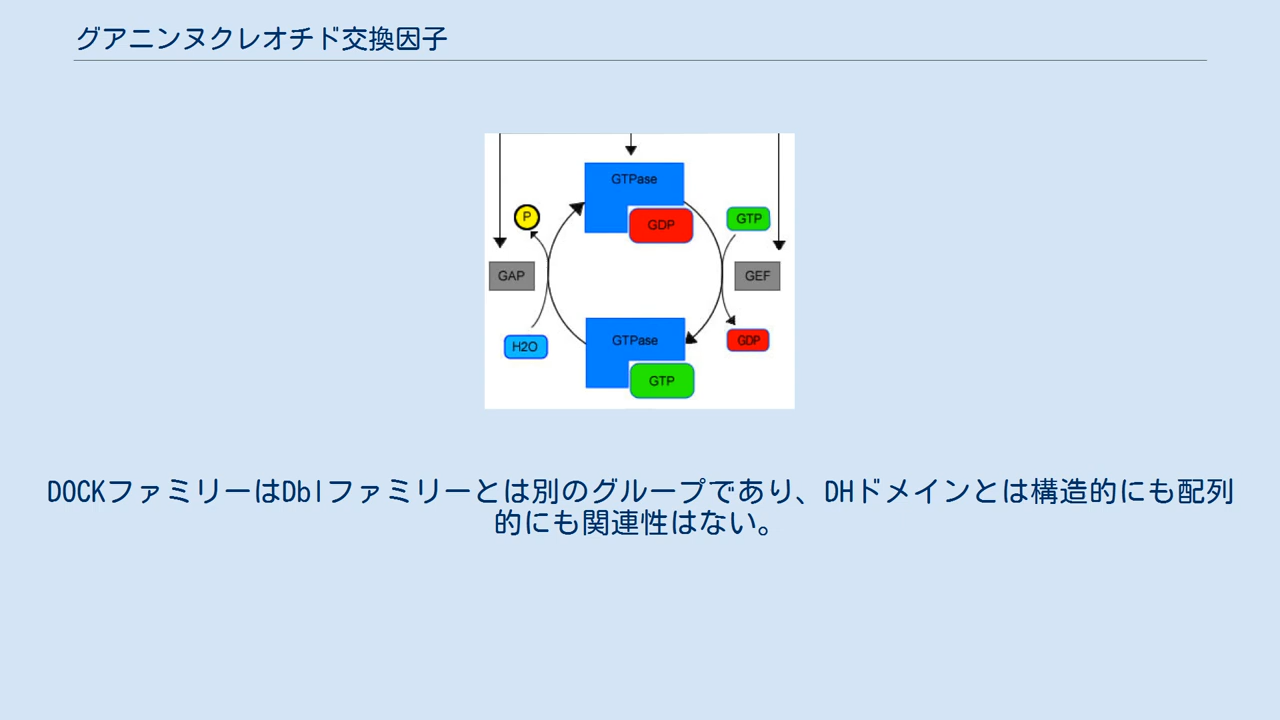 グアニンヌクレオチド交換因子
GTPase
GDP
P
GTP
GAP
GEF
H2O
GTPase
GDP
GTP
DOCKファミリーはDblファミリーとは別のグループであり、DHドメインとは構造的にも配列
的にも関連性はない。